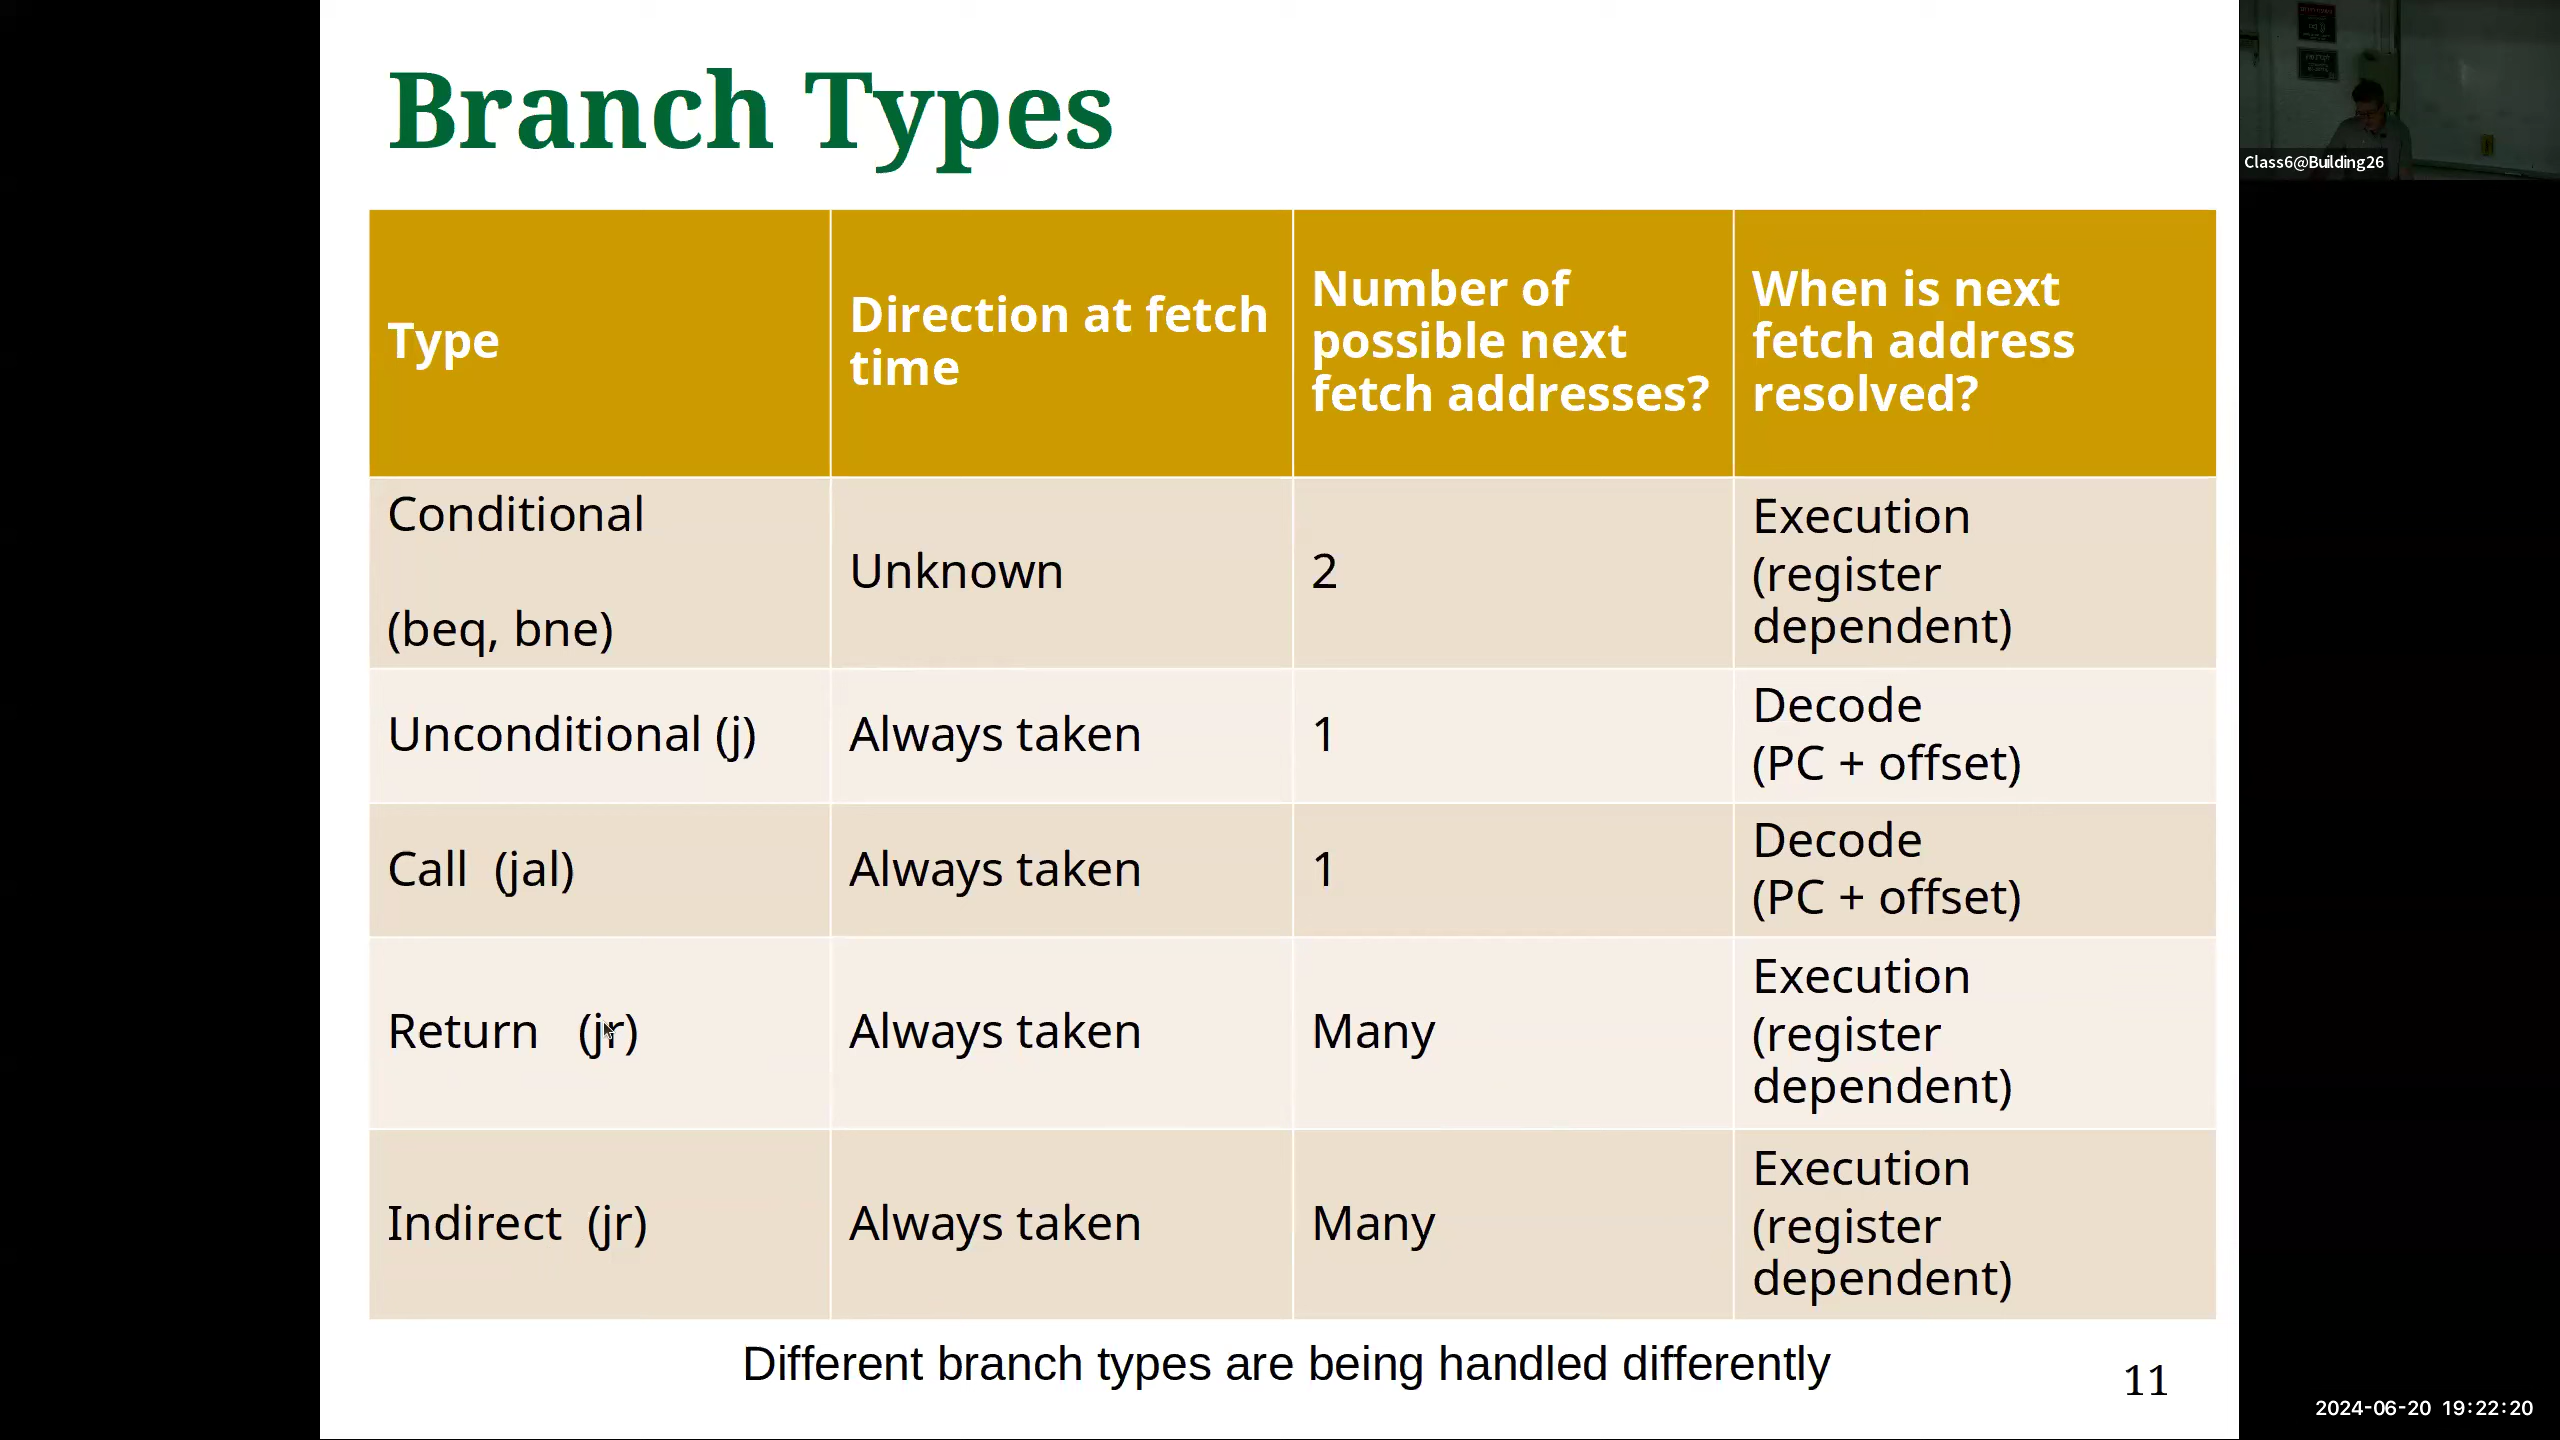 Branch Types
Type
Direction at fetch
time
Number of
possible next
fetch addresses?
When is next
fetch address
resolved?
Conditional
(beq, bne)
Unknown
2
Execution
(register
dependent)
Unconditional (j)
Always taken
1
Decode
(PC + offset)
Call (jal)
Always taken
1
Decode
(PC + offset)
Return (jr)
Always taken
Many
Execution
(register
dependent)
Indirect (jr)
Always taken
Many
Execution
(register
dependent)
Different branch types are being handled differently
11
Class6@Building26
2024-06-20 19:22:20